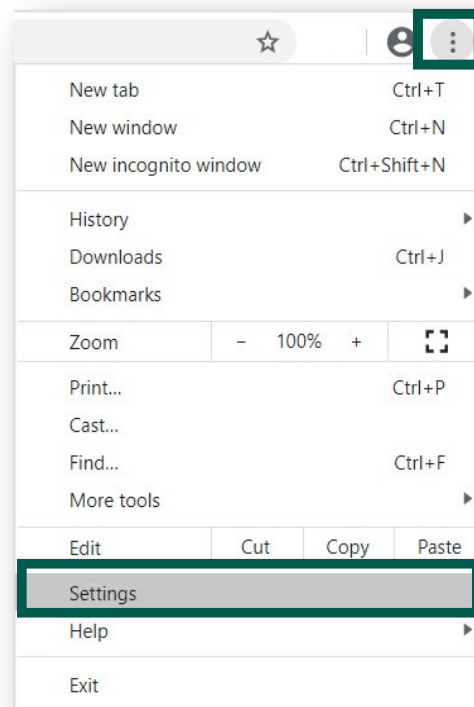 New tab Ctrl+T
New window Ctrl+N
New incognito window Ctrl+Shift+N
History
Downloads Ctrl+J
Bookmarks
Zoom - 100% +
Print... Ctrl+P
Cast...
Find... Ctrl+F
More tools
Edit Cut Copy Paste
Settings
Help
Exit